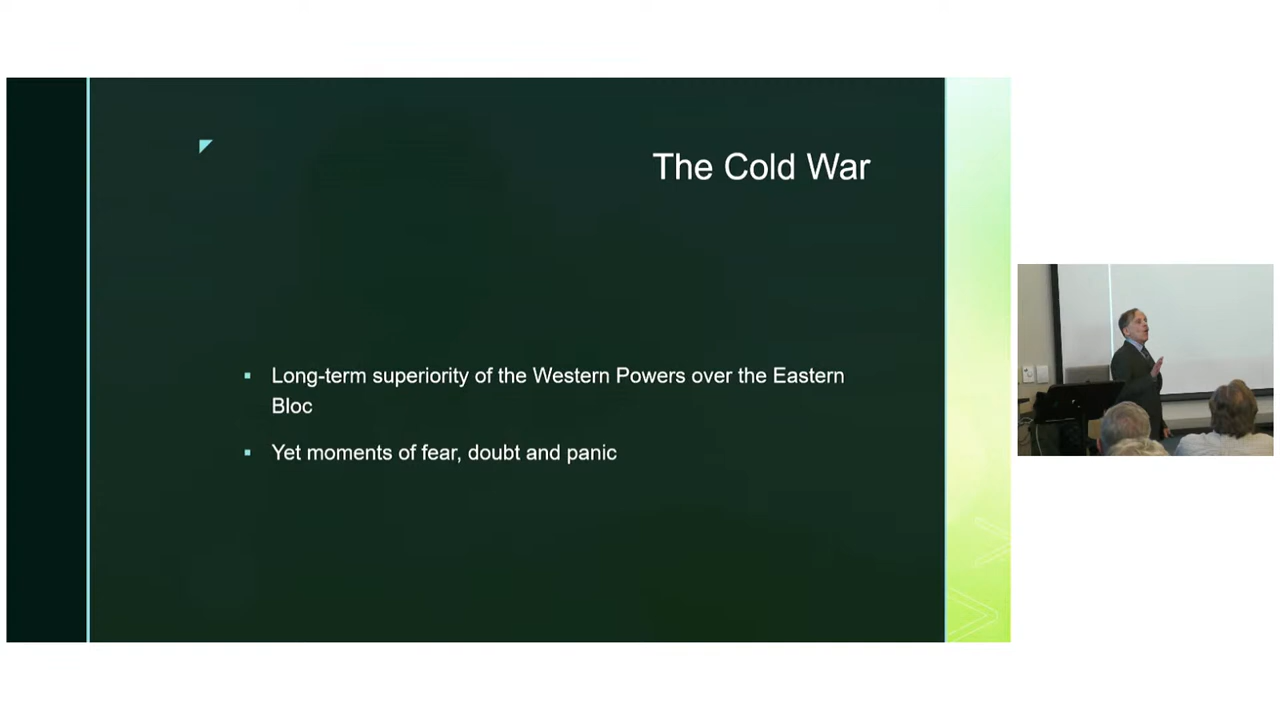 The Cold War
▪ Long-term superiority of the Western Powers over the Eastern
Bloc
▪ Yet moments of fear, doubt and panic